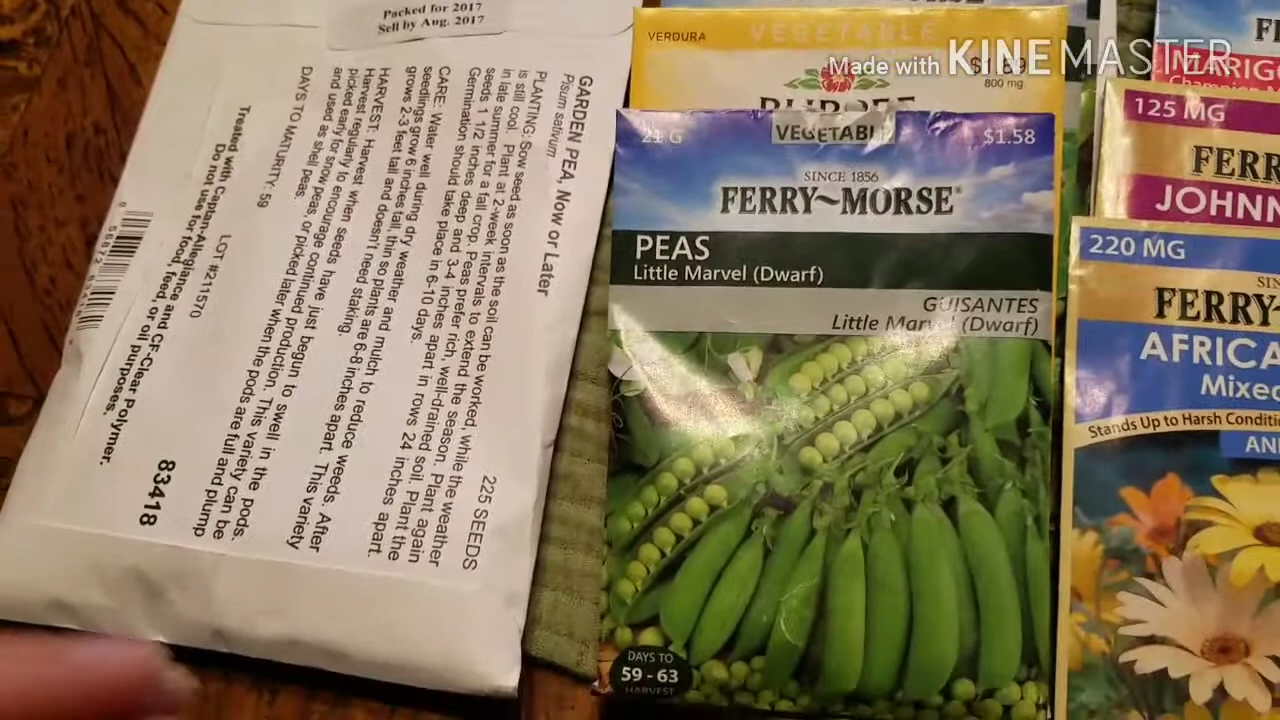 Packed for 2017
Sell by Aug. 2017
GARDEN PEA, Now or Later
Pisum sativum
225 SEEDS
PLANTING: Sow seed as soon as the soil can be worked, while the weather
is still cool. Plant at 2-week intervals to extend the season. Plant again
in late summer for a fall crop. Peas prefer rich, well-drained soil. Plant the
seeds 1 1/2 inches deep and 3-4 inches apart in rows 24 inches apart.
Germination should take place in 6-10 days.
CARE: Water well during dry weather and mulch to reduce weeds. After
seedlings grow 6 inches tall, thin so plants are 6-8 inches apart. This variety
grows 2-3 feet tall and doesn't need staking.
HARVEST: Harvest when seeds have just begun to swell in the pods.
Harvest regularly to encourage continued production. This variety can be
picked early for snow peas, or picked later when the pods are full and plump
and used as shell peas.
DAYS TO MATURITY: 59
LOT #211570
Treated with Captan-Allegiance and CF-Clear Polymer.
Do not use for food, feed, or oil purposes.
83418
VERDURA
VEGETABLE
800 mg
BURPEE
21 G
VEGETABLE
$1.58
SINCE 1856
FERRY~MORSE®
PEAS
Little Marvel (Dwarf)
GUISANTES
Little Marvel (Dwarf)
DAYS TO
59 - 63
HARVEST
Made with KINEMASTER
125 MG
220 MG
Stands Up to Harsh
Mixed